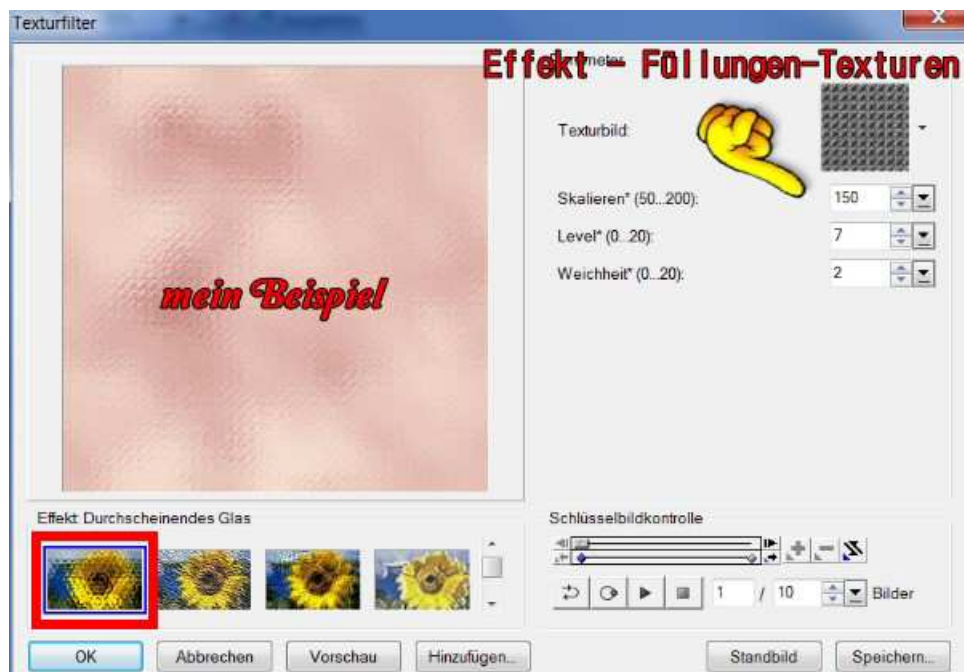 Texturfilter
Effekt - Füllungen-Texturen
Texturbild:
Skalieren* (50...200):
150
Level* (0...20):
7
Weichheit* (0...20):
2
mein Beispiel
Effekt: Durchscheinendes Glas
Schlüsselbildkontrolle
1 / 10 Bilder
OK Abbrechen Vorschau Hinzufügen... Standbild Speichern...